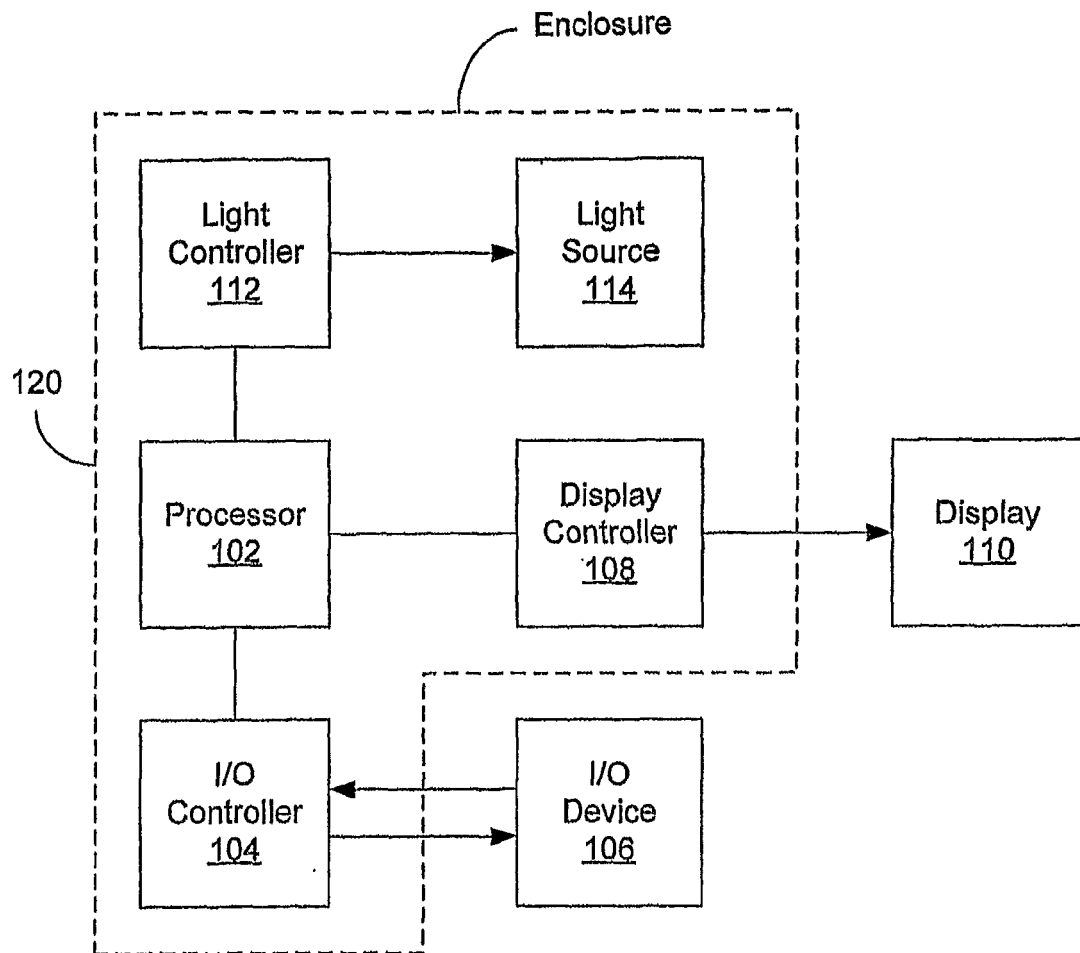 Enclosure
Light
Controller
112
Light
Source
114
120
Processor
102
Display
Controller
108
Display
110
I/O
Controller
104
I/O
Device
106